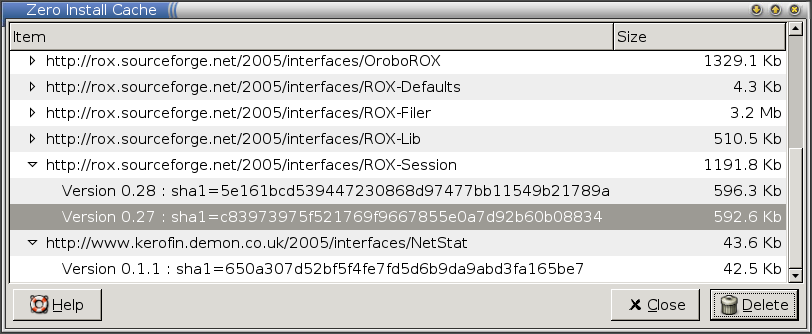 Zero Install Cache
Item Size
http://rox.sourceforge.net/2005/interfaces/OroboROX 1329.1 Kb
http://rox.sourceforge.net/2005/interfaces/ROX-Defaults 4.3 Kb
http://rox.sourceforge.net/2005/interfaces/ROX-Filer 3.2 Mb
http://rox.sourceforge.net/2005/interfaces/ROX-Lib 510.5 Kb
http://rox.sourceforge.net/2005/interfaces/ROX-Session 1191.8 Kb
Version 0.28 : sha1=5e161bcd539447230868d97477bb11549b21789a 596.3 Kb
Version 0.27 : sha1=c83973975f521769f9667855e0a7d92b60b08834 592.6 Kb
http://www.kerofin.demon.co.uk/2005/interfaces/NetStat 43.6 Kb
Version 0.1.1 : sha1=650a307d52bf5f4fe7fd5d6b9da9abd3fa165be7 42.5 Kb
Help Close Delete